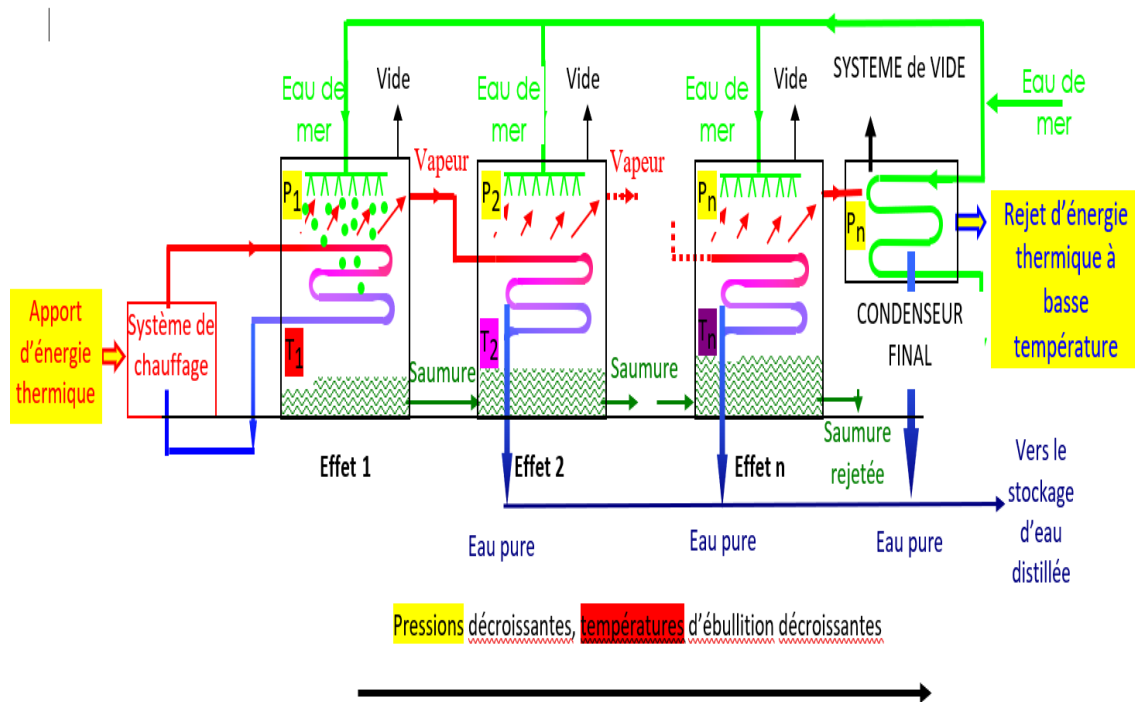 SYSTEME de VIDE
Vide
Vide
Vide
Eau de
mer
Eau de
mer
Eau de
mer
Eau de
mer
Vapeur
Vapeur
P1
P2
Pn
Pn
Rejet d'énergie
thermique à
basse
température
Apport
d'énergie
thermique
Système de
chauffage
T1
T2
Tn
CONDENSEUR
FINAL
Saumure
Saumure
Saumure
rejetée
Effet 1
Effet 2
Effet n
Vers le
stockage
d'eau
distillée
Eau pure
Eau pure
Eau pure
Pressions décroissantes, températures d'ébullition décroissantes